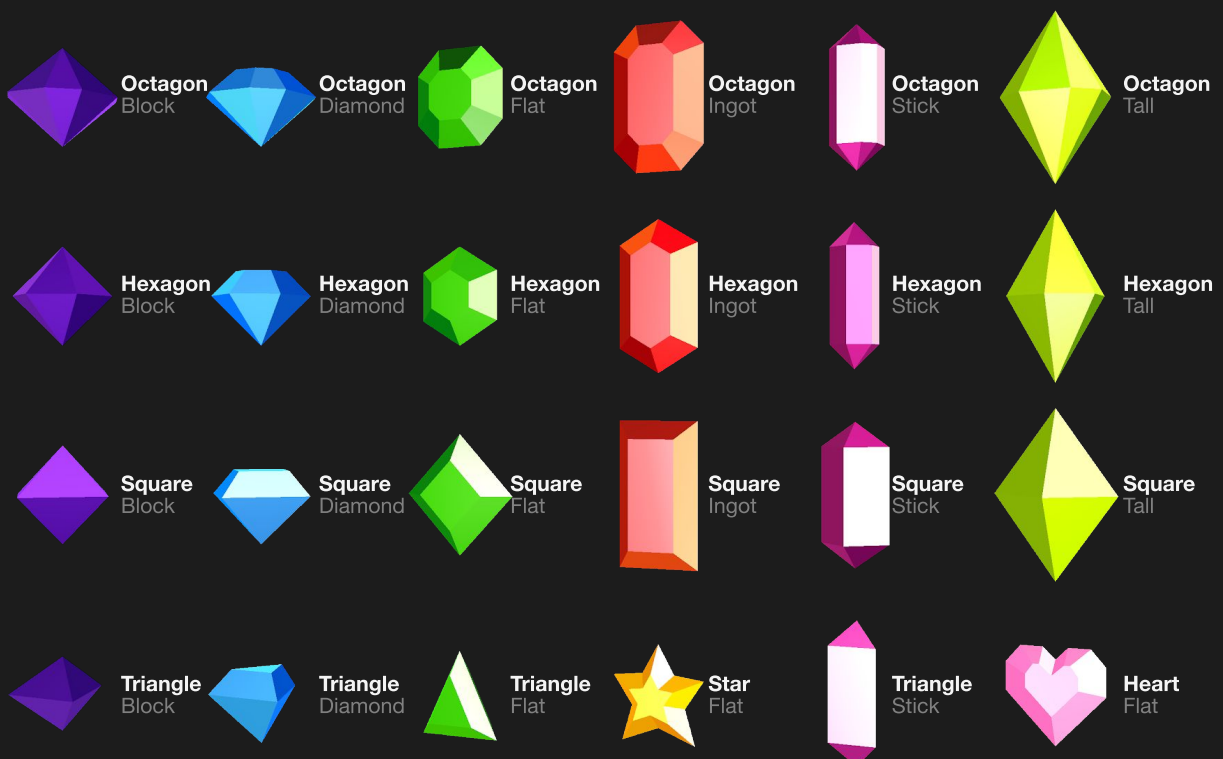 Octagon
Block
Octagon
Diamond
Octagon
Flat
Octagon
Ingot
Octagon
Stick
Octagon
Tall
Hexagon
Block
Hexagon
Diamond
Hexagon
Flat
Hexagon
Ingot
Hexagon
Stick
Hexagon
Tall
Square
Block
Square
Diamond
Square
Flat
Square
Ingot
Square
Stick
Square
Tall
Triangle
Block
Triangle
Diamond
Triangle
Flat
Star
Flat
Triangle
Stick
Heart
Flat